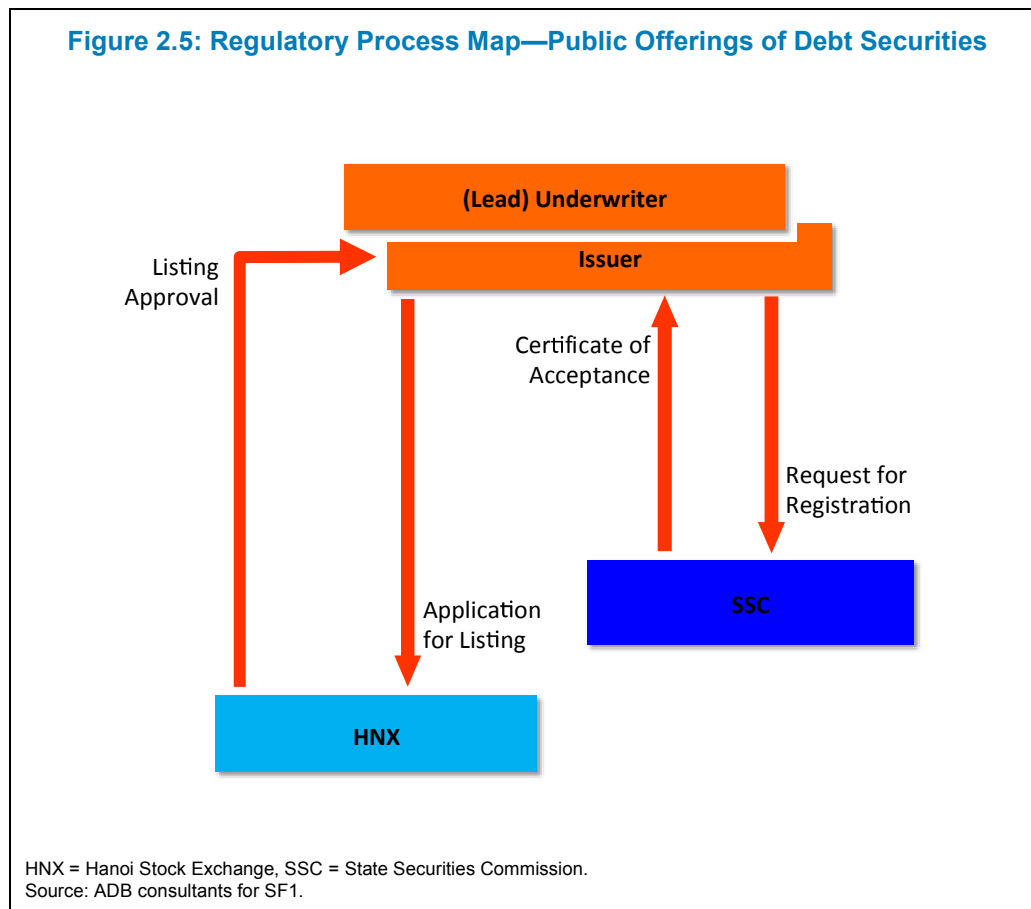 Figure 2.5: Regulatory Process Map—Public Offerings of Debt Securities
(Lead) Underwriter
Issuer
Listing
Approval
Certificate of
Acceptance
Request for
Registration
SSC
Application
for Listing
HNX
HNX = Hanoi Stock Exchange, SSC = State Securities Commission.
Source: ADB consultants for SF1.